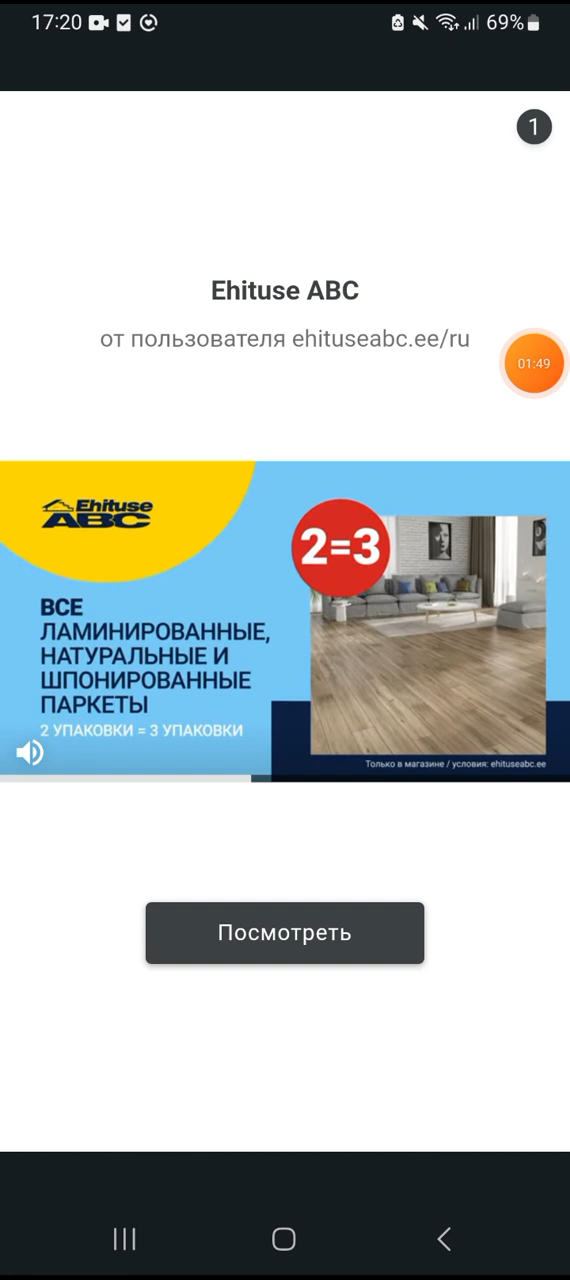 17:20
69%
1
Ehituse ABC
от пользователя ehituseabc.ee/ru
01:49
Ehituse
ABC
2=3
ВСЕ
ЛАМИНИРОВАННЫЕ,
НАТУРАЛЬНЫЕ И
ШПОНИРОВАННЫЕ
ПАРКЕТЫ
2 УПАКОВКИ = 3 УПАКОВКИ
Только в магазине / условия: ehituseabc.ee
Посмотреть